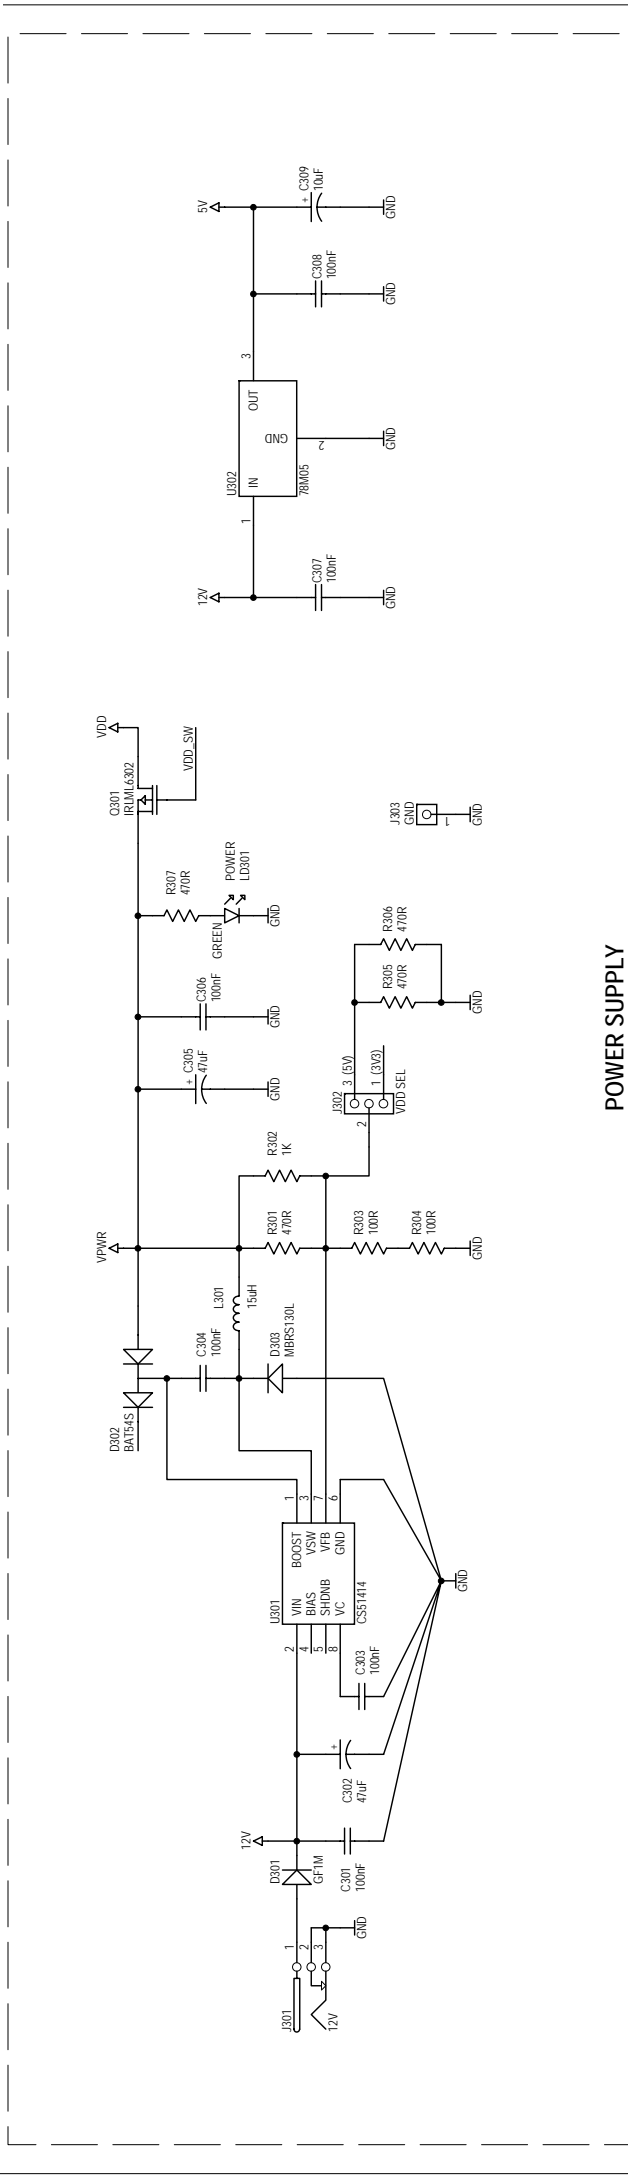 J301
12V
1
2
3
GND
D301
GF1M
12V
C301
100nF
C302
47uF
C303
100nF
U301
CS51414
VIN
BIAS
SHDNB
VC
BOOST
VSW
VFB
GND
2
4
5
8
1
3
7
6
GND
D302
BAT54S
C304
100nF
D303
MBRS130L
L301
15uH
VPWR
R301
470R
R302
1K
R303
100R
R304
100R
GND
J302
3 (5V)
2
1 (3V3)
VDD SEL
R305
470R
R306
470R
GND
C305
47uF
GND
C306
100nF
GND
R307
470R
GREEN
POWER
LD301
GND
Q301
IRLML6302
VDD
VDD_SW
J303
GND
1
GND
12V
C307
100nF
GND
U302
78M05
IN
OUT
GND
1
2
3
GND
C308
100nF
GND
5V
C309
10uF
GND
POWER SUPPLY